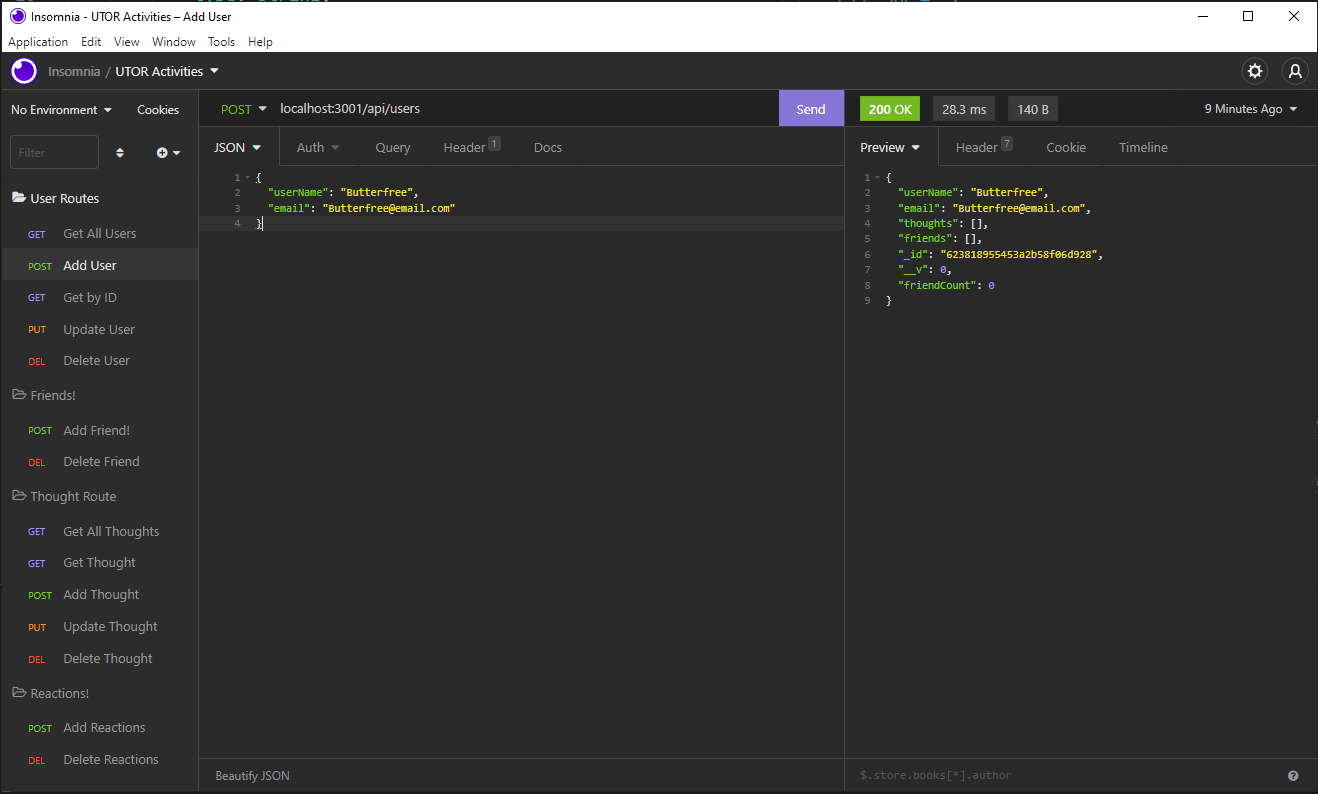 Insomnia - UTOR Activities – Add User
Application Edit View Window Tools Help
Insomnia / UTOR Activities
No Environment Cookies
Filter
User Routes
GET Get All Users
POST Add User
GET Get by ID
PUT Update User
DEL Delete User
Friends!
POST Add Friend!
DEL Delete Friend
Thought Route
GET Get All Thoughts
GET Get Thought
POST Add Thought
PUT Update Thought
DEL Delete Thought
Reactions!
POST Add Reactions
DEL Delete Reactions
POST localhost:3001/api/users Send
JSON Auth Query Header 1 Docs
1 {
2 "userName": "Butterfree",
3 "email": "Butterfree@email.com"
4 }
Beautify JSON
200 OK 28.3 ms 140 B 9 Minutes Ago
Preview Header 7 Cookie Timeline
1 {
2 "userName": "Butterfree",
3 "email": "Butterfree@email.com",
4 "thoughts": [],
5 "friends": [],
6 "_id": "623818955453a2b58f06d928",
7 "__v": 0,
8 "friendCount": 0
9 }
$.store.books[*].author